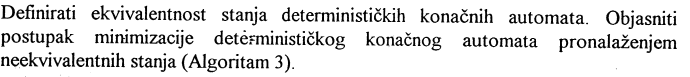 Definirati ekvivalentnost stanja determinističkih konačnih automata. Objasniti
postupak minimizacije determinističkog konačnog automata pronalaženjem
neekvivalentnih stanja (Algoritam 3).